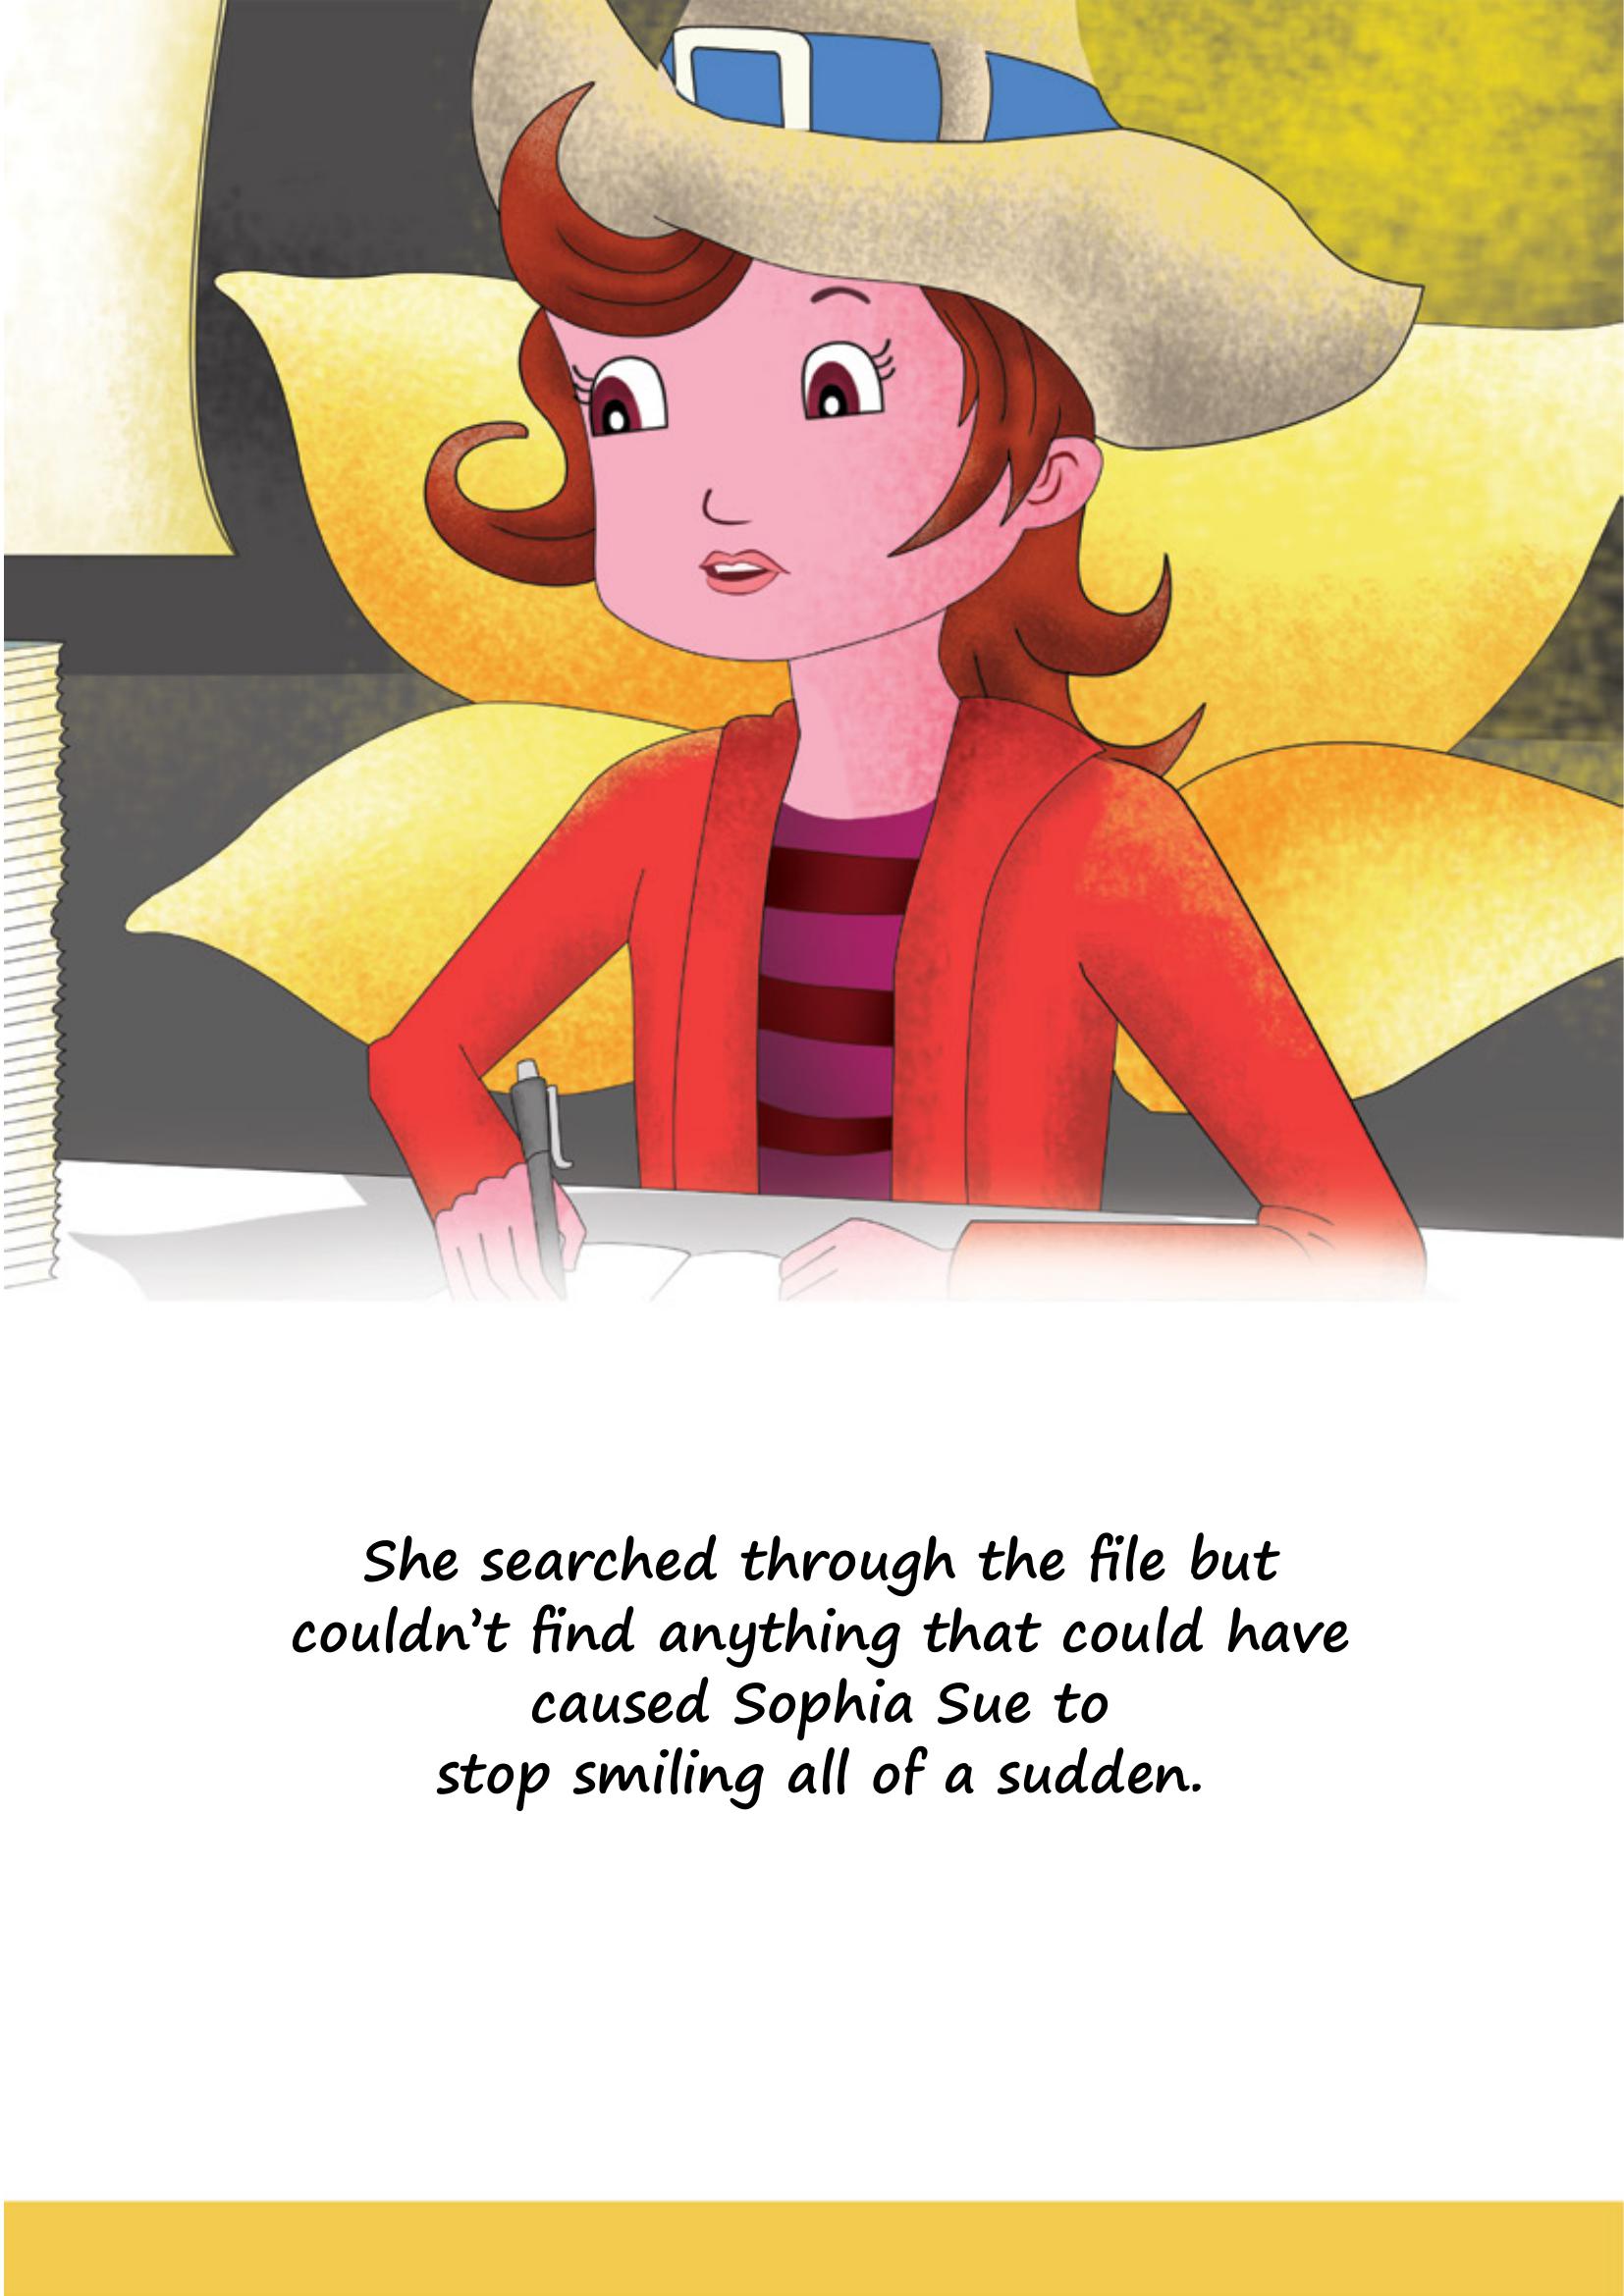 She searched through the file but
couldn’t find anything that could have
caused Sophia Sue to
stop smiling all of a sudden.